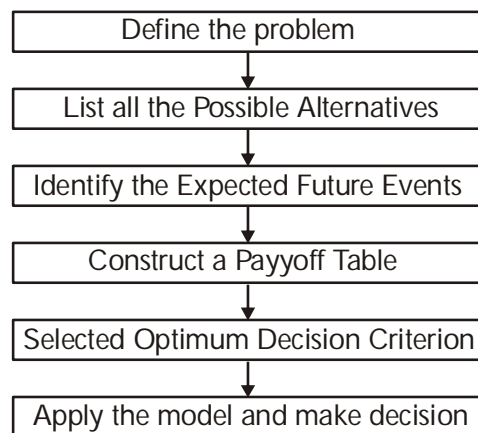 Define the problem
List all the Possible Alternatives
Identify the Expected Future Events
Construct a Payyoff Table
Selected Optimum Decision Criterion
Apply the model and make decision